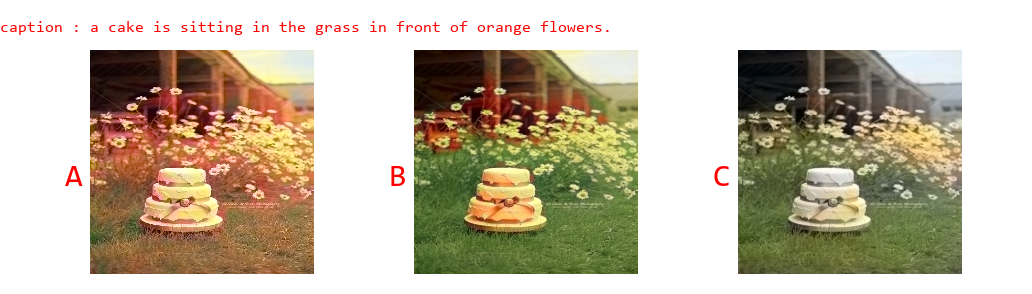 caption : a cake is sitting in the grass in front of orange flowers.
A
B
C